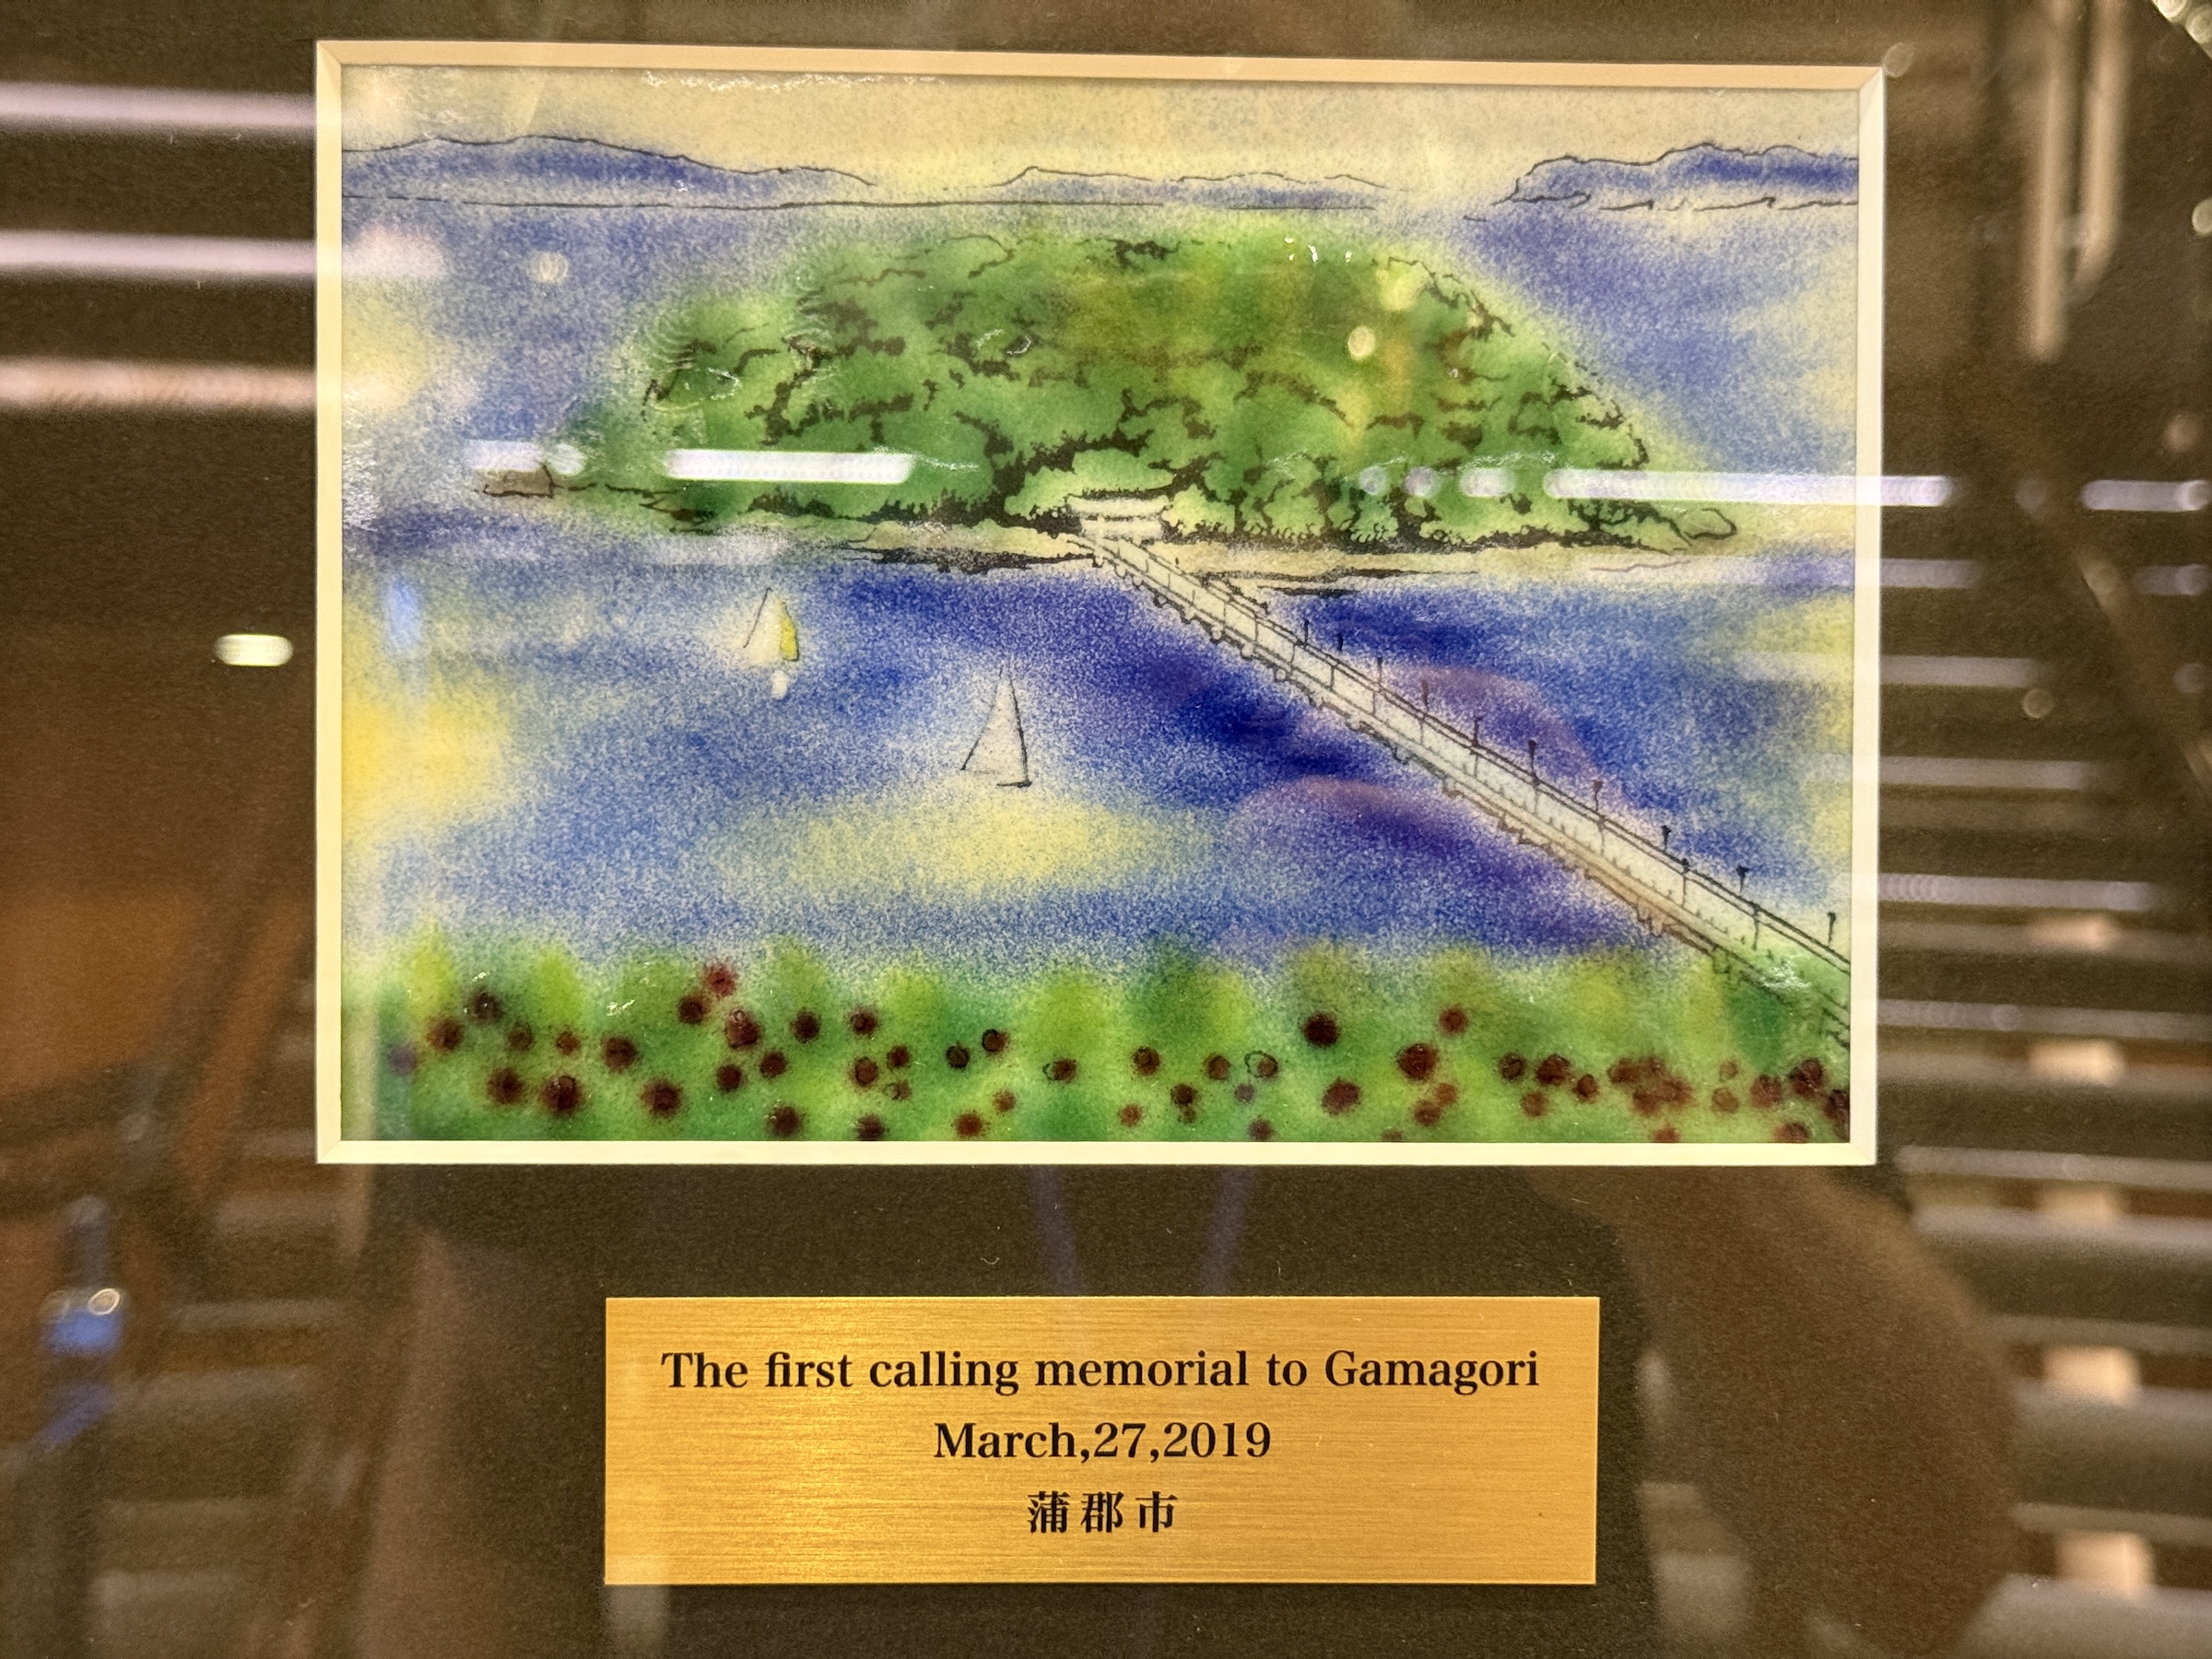 The first calling memorial to Gamagori
March,27,2019
蒲郡市